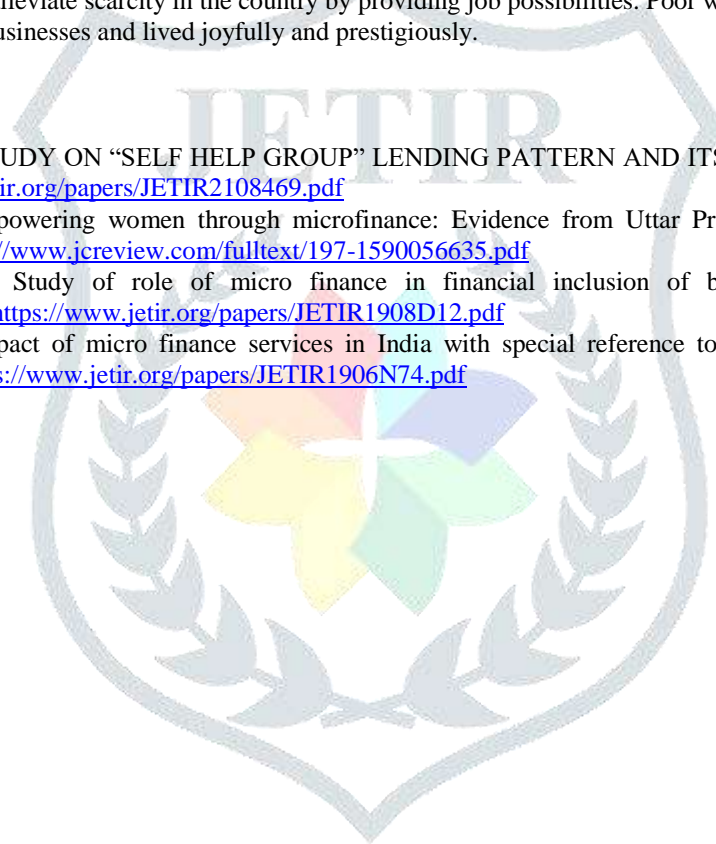 lleviate scarcity in the country by providing job possibilities. Poor w
usinesses and lived joyfully and prestigiously.
JETIR
UDY ON “SELF HELP GROUP” LENDING PATTERN AND ITS
tir.org/papers/JETIR2108469.pdf
powering women through microfinance: Evidence from Uttar Pr
//www.jcreview.com/fulltext/197-1590056635.pdf
Study of role of micro finance in financial inclusion of b
https://www.jetir.org/papers/JETIR1908D12.pdf
pact of micro finance services in India with special reference to
s://www.jetir.org/papers/JETIR1906N74.pdf